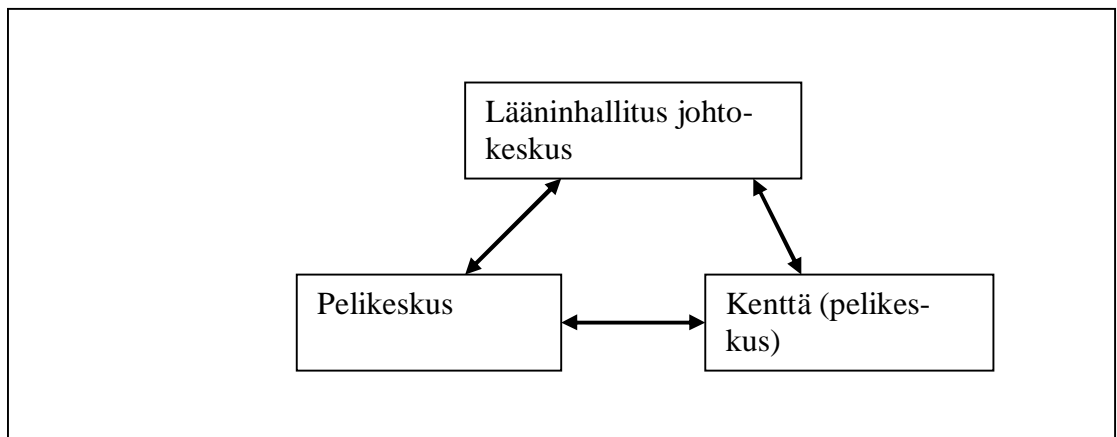 Lääninhallitus johto-
keskus
Pelikeskus
Kenttä (pelikes-
kus)